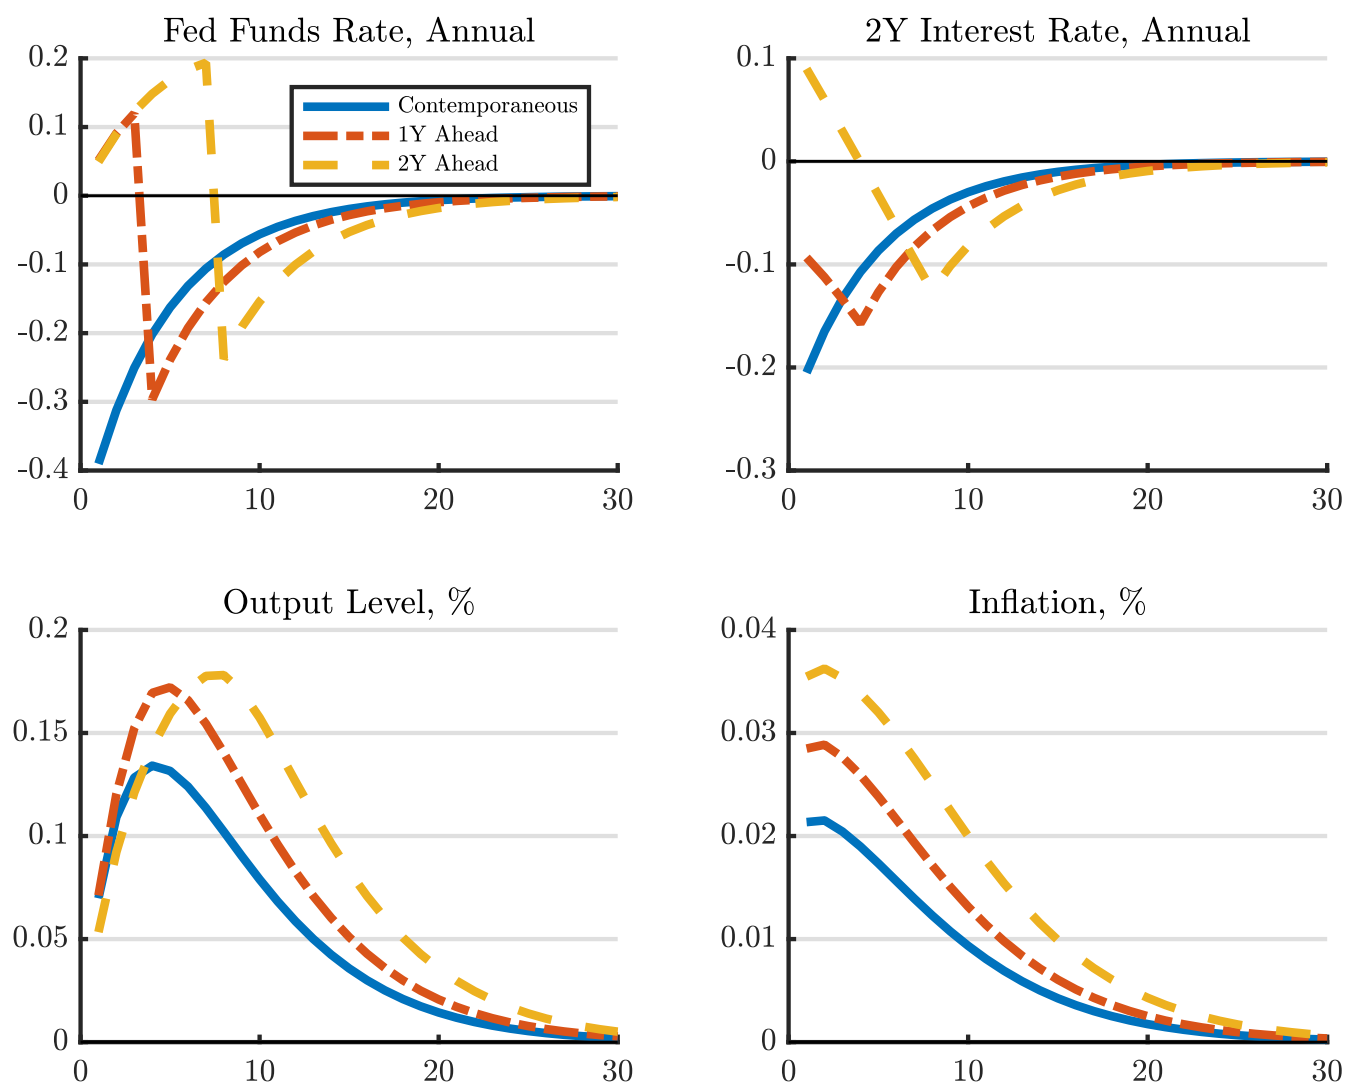 Fed Funds Rate, Annual
0.2
0.1
0
-0.1
-0.2
-0.3
-0.4
0 10 20 30
Contemporaneous
1Y Ahead
2Y Ahead
2Y Interest Rate, Annual
0.1
0
-0.1
-0.2
-0.3
0 10 20 30
Output Level, %
0.2
0.15
0.1
0.05
0
0 10 20 30
Inflation, %
0.04
0.03
0.02
0.01
0
0 10 20 30